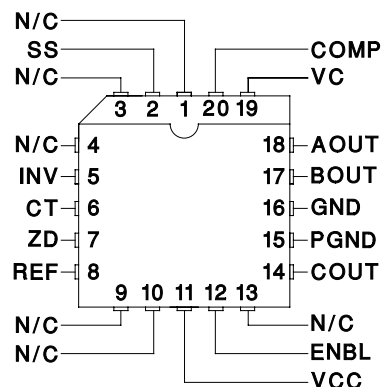 N/C
SS
COMP
N/C
VC
3 2 1 20 19
N/C 4 18 AOUT
INV 5 17 BOUT
CT 6 16 GND
ZD 7 15 PGND
REF 8 14 COUT
9 10 11 12 13
N/C N/C
N/C ENBL
VCC